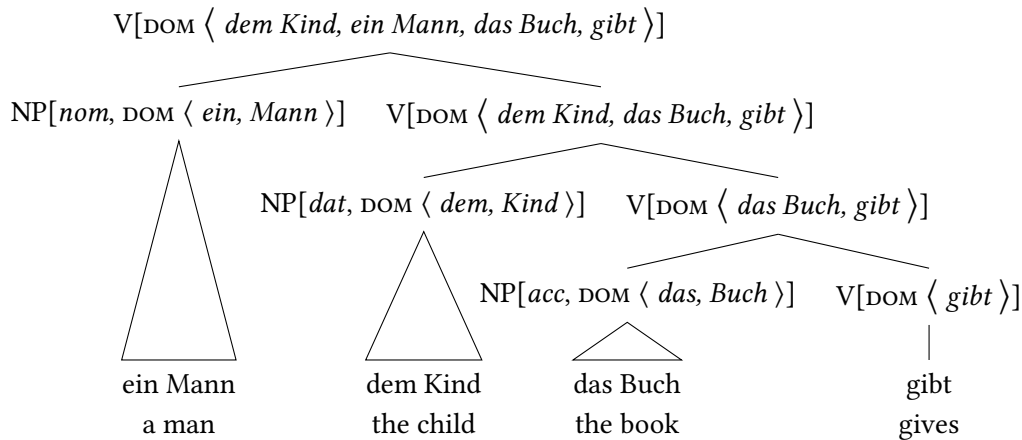 V[DOM ⟨ dem Kind, ein Mann, das Buch, gibt ⟩]
NP[nom, DOM ⟨ ein, Mann ⟩] V[DOM ⟨ dem Kind, das Buch, gibt ⟩]
NP[dat, DOM ⟨ dem, Kind ⟩] V[DOM ⟨ das Buch, gibt ⟩]
NP[acc, DOM ⟨ das, Buch ⟩] V[DOM ⟨ gibt ⟩]
ein Mann dem Kind das Buch gibt
a man the child the book gives